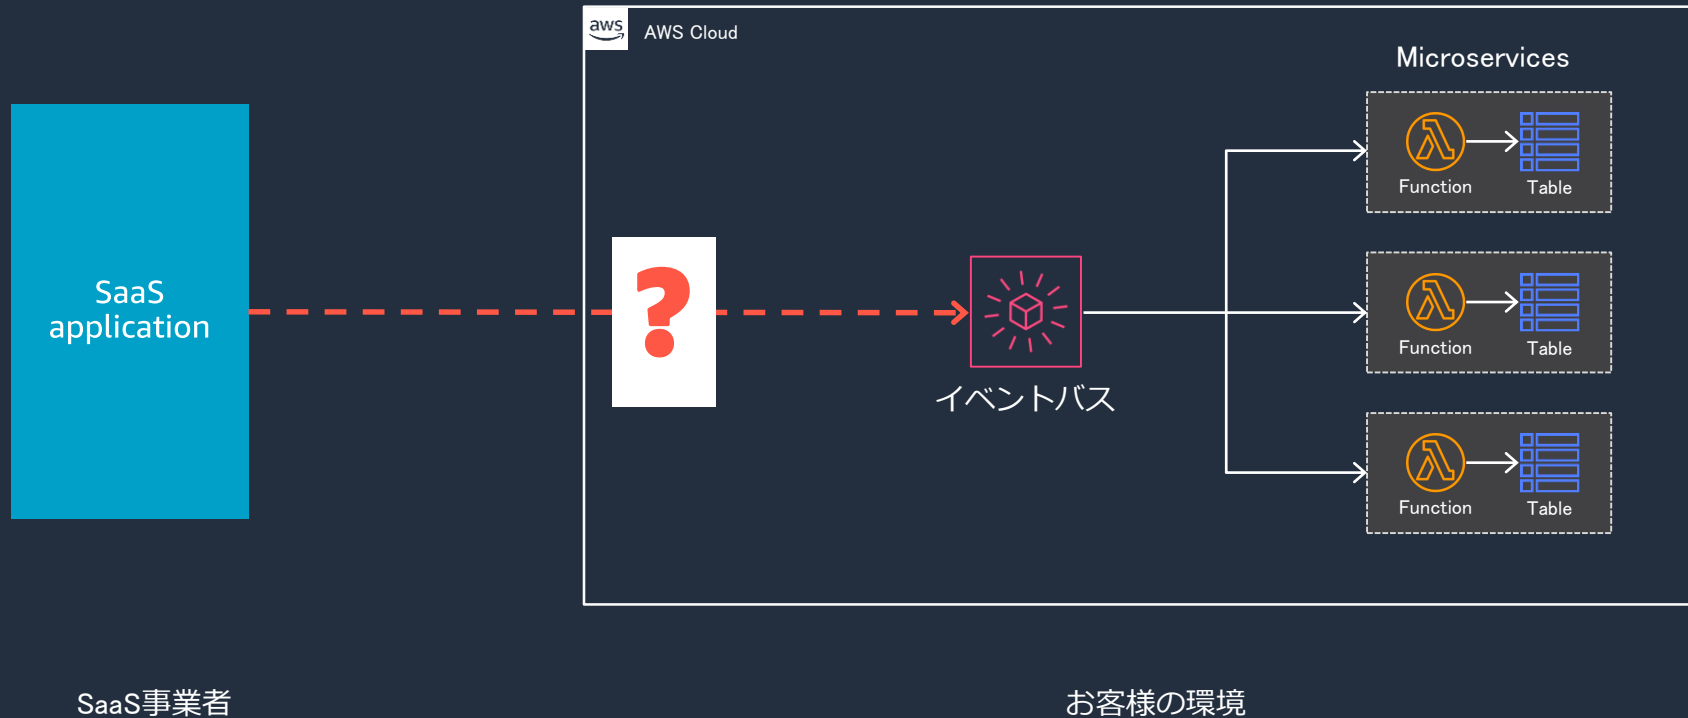 aws
AWS Cloud
Microservices
SaaS
application
?
イベントバス
Function
Table
Function
Table
Function
Table
SaaS事業者
お客様の環境